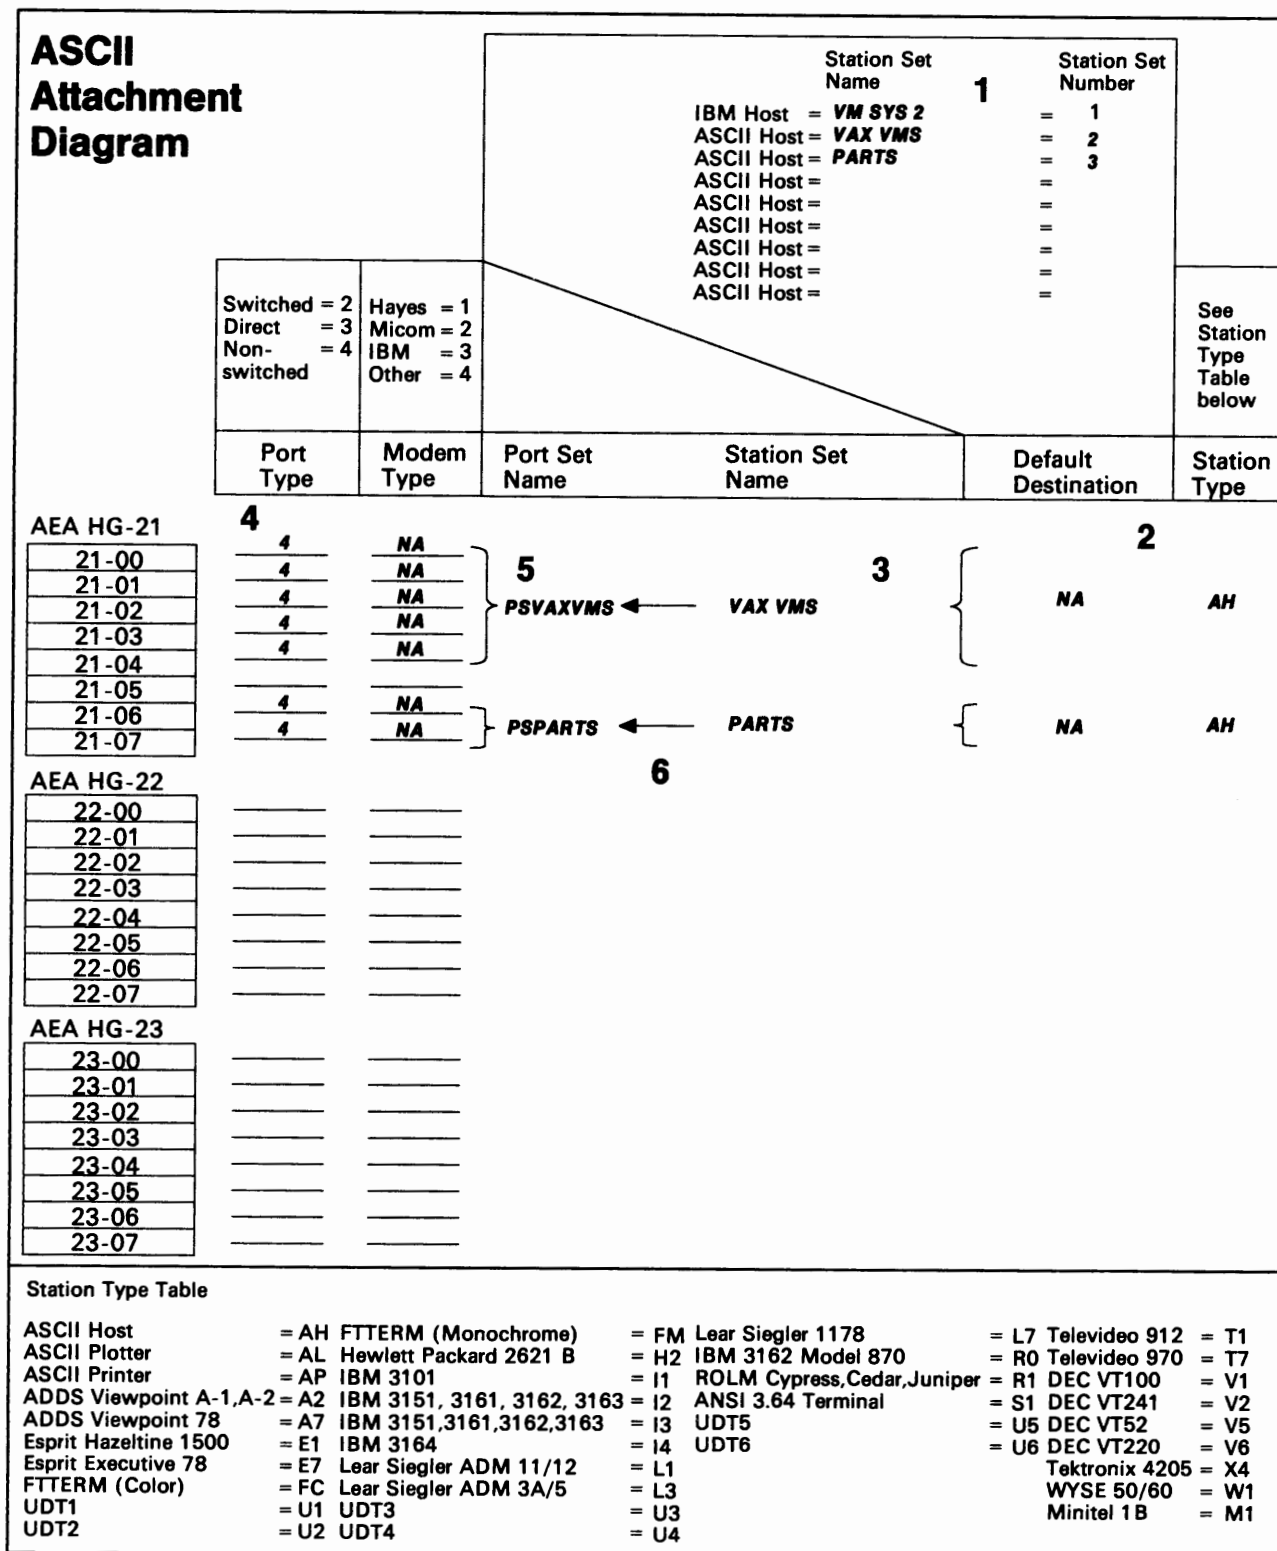 ASCII
Attachment
Diagram
Station Set Name 1 Station Set Number
IBM Host = VM SYS 2 = 1
ASCII Host = VAX VMS = 2
ASCII Host = PARTS = 3
ASCII Host = =
ASCII Host = =
ASCII Host = =
ASCII Host = =
ASCII Host = =
ASCII Host = =
Switched = 2
Direct = 3
Non- = 4
switched
Hayes = 1
Micom = 2
IBM = 3
Other = 4
See
Station
Type
Table
below
Port Type Modem Type Port Set Name Station Set Name Default Destination Station Type
AEA HG-21
4 5 3 2
21-00 4 NA
21-01 4 NA
21-02 4 NA PSVAXVMS VAX VMS NA AH
21-03 4 NA
21-04 4 NA
21-05
21-06 4 NA
21-07 4 NA PSPARTS PARTS NA AH
6
AEA HG-22
22-00
22-01
22-02
22-03
22-04
22-05
22-06
22-07
AEA HG-23
23-00
23-01
23-02
23-03
23-04
23-05
23-06
23-07
Station Type Table
ASCII Host = AH FTTERM (Monochrome) = FM Lear Siegler 1178 = L7 Televideo 912 = T1
ASCII Plotter = AL Hewlett Packard 2621 B = H2 IBM 3162 Model 870 = R0 Televideo 970 = T7
ASCII Printer = AP IBM 3101 = I1 ROLM Cypress,Cedar,Juniper = R1 DEC VT100 = V1
ADDS Viewpoint A-1,A-2 = A2 IBM 3151, 3161, 3162, 3163 = I2 ANSI 3.64 Terminal = S1 DEC VT241 = V2
ADDS Viewpoint 78 = A7 IBM 3151,3161,3162,3163 = I3 UDT5 = U5 DEC VT52 = V5
Esprit Hazeltine 1500 = E1 IBM 3164 = I4 UDT6 = U6 DEC VT220 = V6
Esprit Executive 78 = E7 Lear Siegler ADM 11/12 = L1 Tektronix 4205 = X4
FTTERM (Color) = FC Lear Siegler ADM 3A/5 = L3 WYSE 50/60 = W1
UDT1 = U1 UDT3 = U3 Minitel 1B = M1
UDT2 = U2 UDT4 = U4